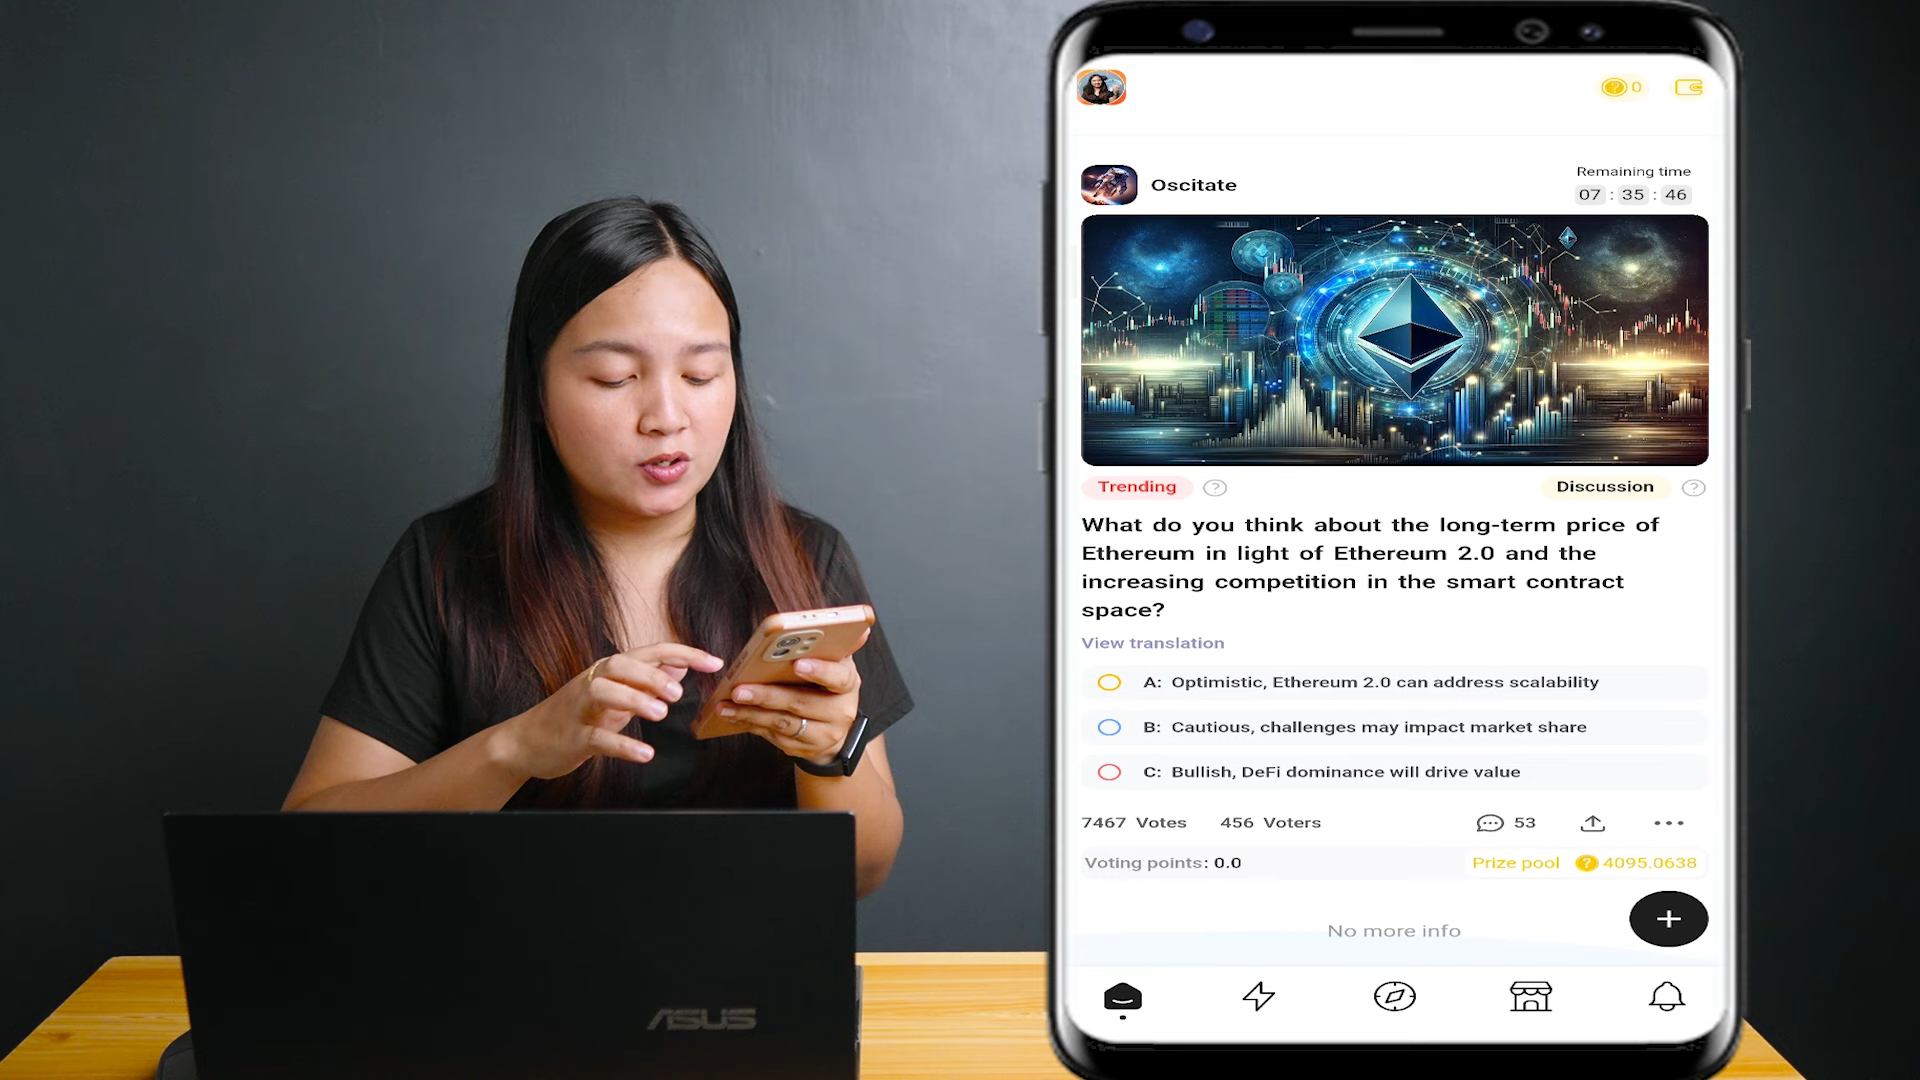 0
Oscitate
Remaining time
07 : 35 : 46
Trending
Discussion
What do you think about the long-term price of
Ethereum in light of Ethereum 2.0 and the
increasing competition in the smart contract
space?
View translation
A: Optimistic, Ethereum 2.0 can address scalability
B: Cautious, challenges may impact market share
C: Bullish, DeFi dominance will drive value
7467 Votes 456 Voters
53
Voting points: 0.0
Prize pool 4095.0638
No more info
ASUS